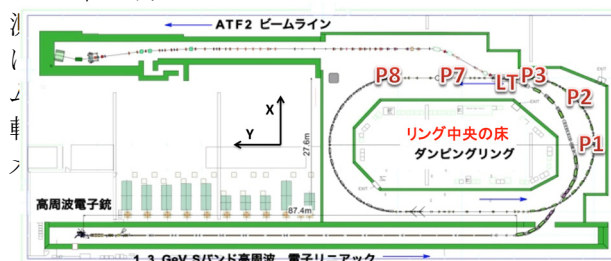 ATF2 ビームライン
P8
P7
LT
P3
P2
P1
X
Y
27.6m
リング中央の床
ダンピングリング
高周波電子銃
87.4m
1.3 GeV Sバンド高周波 電子リニアック